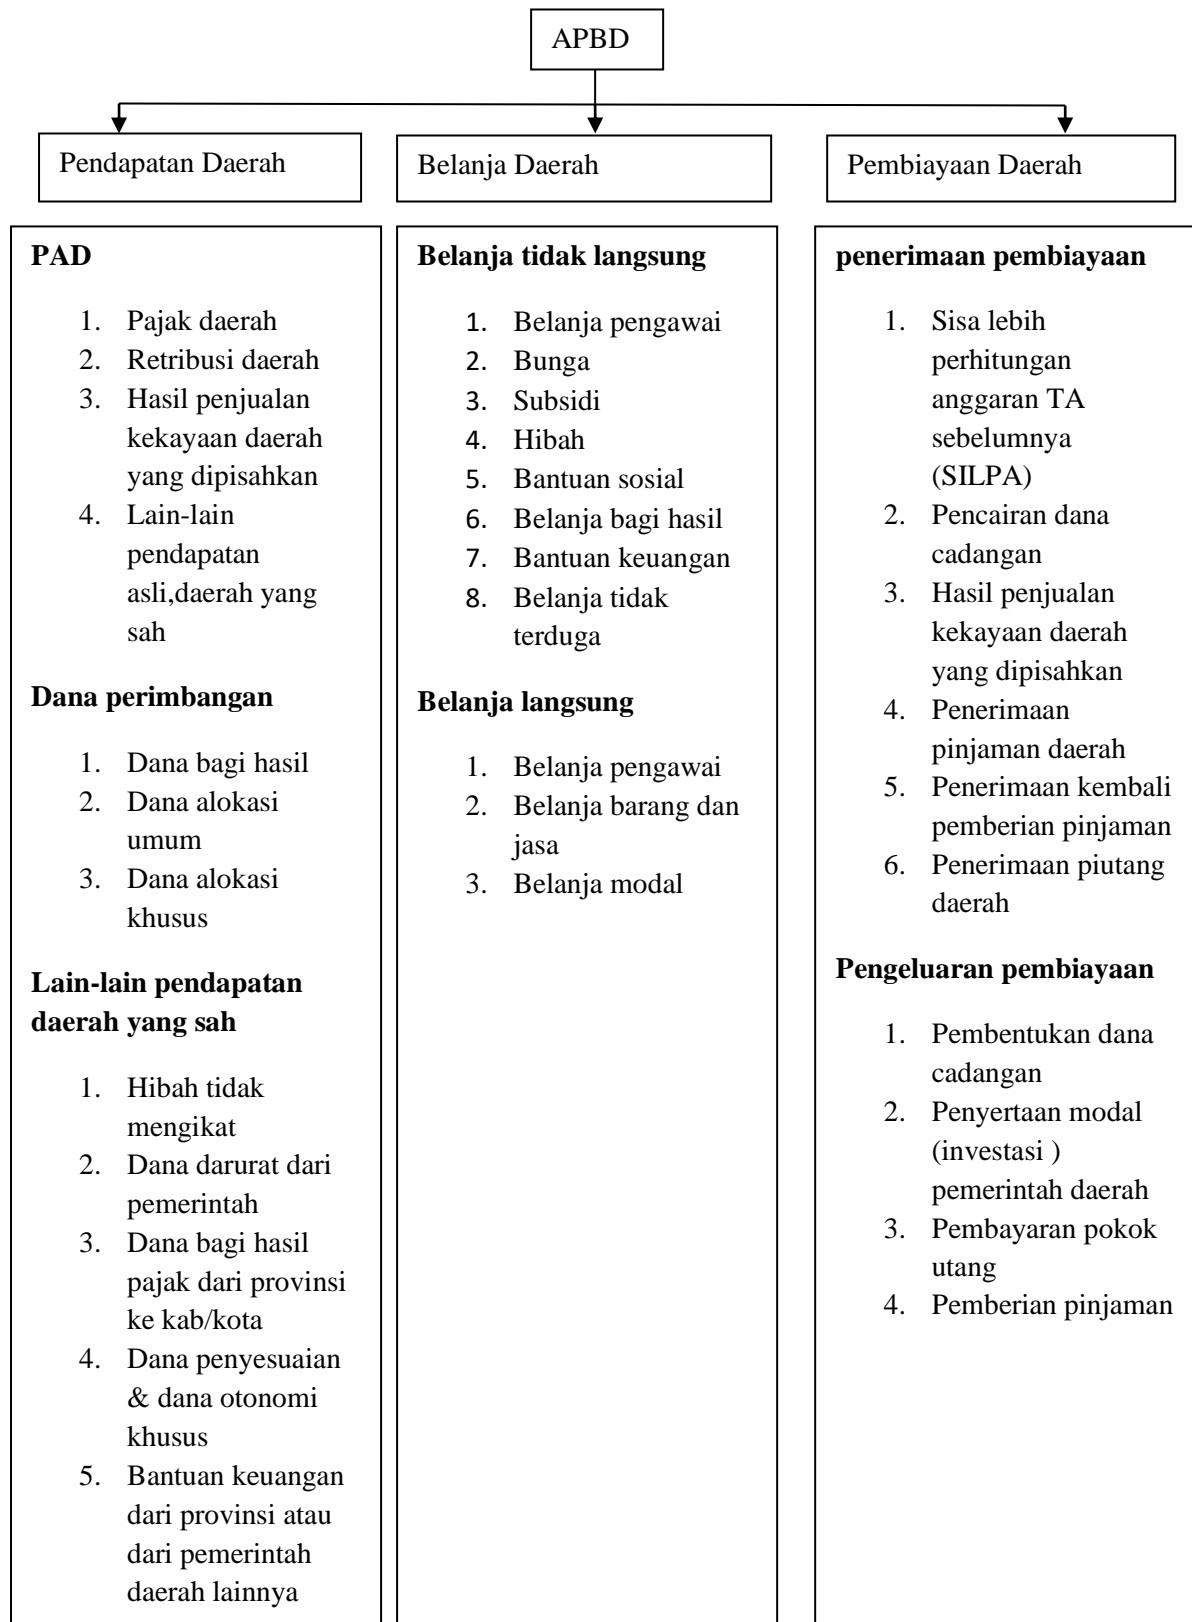 APBD
Pendapatan Daerah
Belanja Daerah
Pembiayaan Daerah
PAD
1. Pajak daerah
2. Retribusi daerah
3. Hasil penjualan
kekayaan daerah
yang dipisahkan
4. Lain-lain
pendapatan
asli,daerah yang
sah
Dana perimbangan
1. Dana bagi hasil
2. Dana alokasi
umum
3. Dana alokasi
khusus
Lain-lain pendapatan
daerah yang sah
1. Hibah tidak
mengikat
2. Dana darurat dari
pemerintah
3. Dana bagi hasil
pajak dari provinsi
ke kab/kota
4. Dana penyesuaian
& dana otonomi
khusus
5. Bantuan keuangan
dari provinsi atau
dari pemerintah
daerah lainnya
Belanja tidak langsung
1. Belanja pengawai
2. Bunga
3. Subsidi
4. Hibah
5. Bantuan sosial
6. Belanja bagi hasil
7. Bantuan keuangan
8. Belanja tidak
terduga
Belanja langsung
1. Belanja pengawai
2. Belanja barang dan
jasa
3. Belanja modal
penerimaan pembiayaan
1. Sisa lebih
perhitungan
anggaran TA
sebelumnya
(SILPA)
2. Pencairan dana
cadangan
3. Hasil penjualan
kekayaan daerah
yang dipisahkan
4. Penerimaan
pinjaman daerah
5. Penerimaan kembali
pemberian pinjaman
6. Penerimaan piutang
daerah
Pengeluaran pembiayaan
1. Pembentukan dana
cadangan
2. Penyertaan modal
(investasi )
pemerintah daerah
3. Pembayaran pokok
utang
4. Pemberian pinjaman